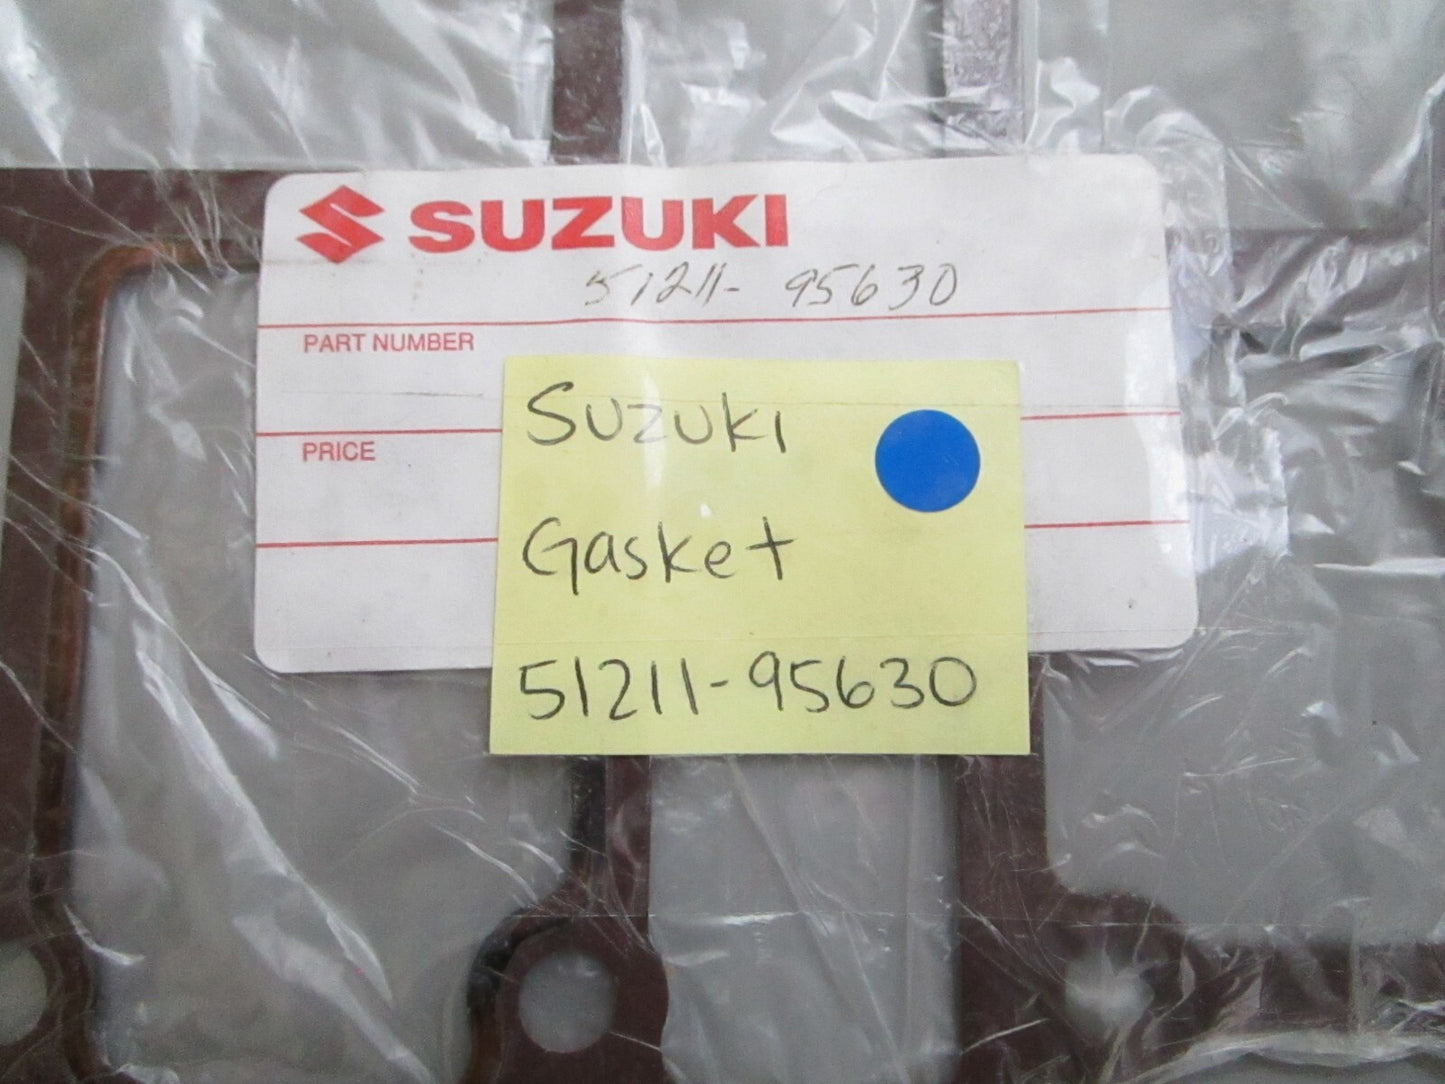 SUZUKI
51211- 95630
PART NUMBER
PRICE
Suzuki
Gasket
51211-95630